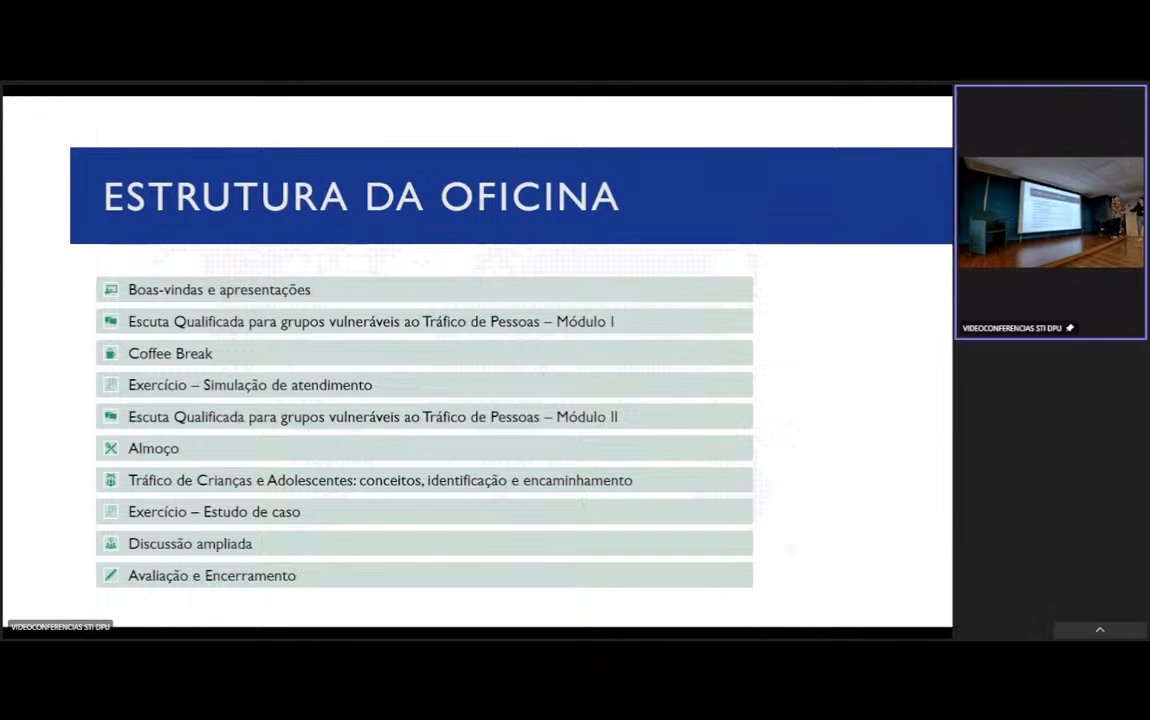 ESTRUTURA DA OFICINA
Boas-vindas e apresentações
Escuta Qualificada para grupos vulneráveis ao Tráfico de Pessoas – Módulo I
Coffee Break
Exercício – Simulação de atendimento
Escuta Qualificada para grupos vulneráveis ao Tráfico de Pessoas – Módulo II
Almoço
Tráfico de Crianças e Adolescentes: conceitos, identificação e encaminhamento
Exercício – Estudo de caso
Discussão ampliada
Avaliação e Encerramento
VIDEOCONFERENCIAS STI DPU
VIDEOCONFERENCIAS STI DPU